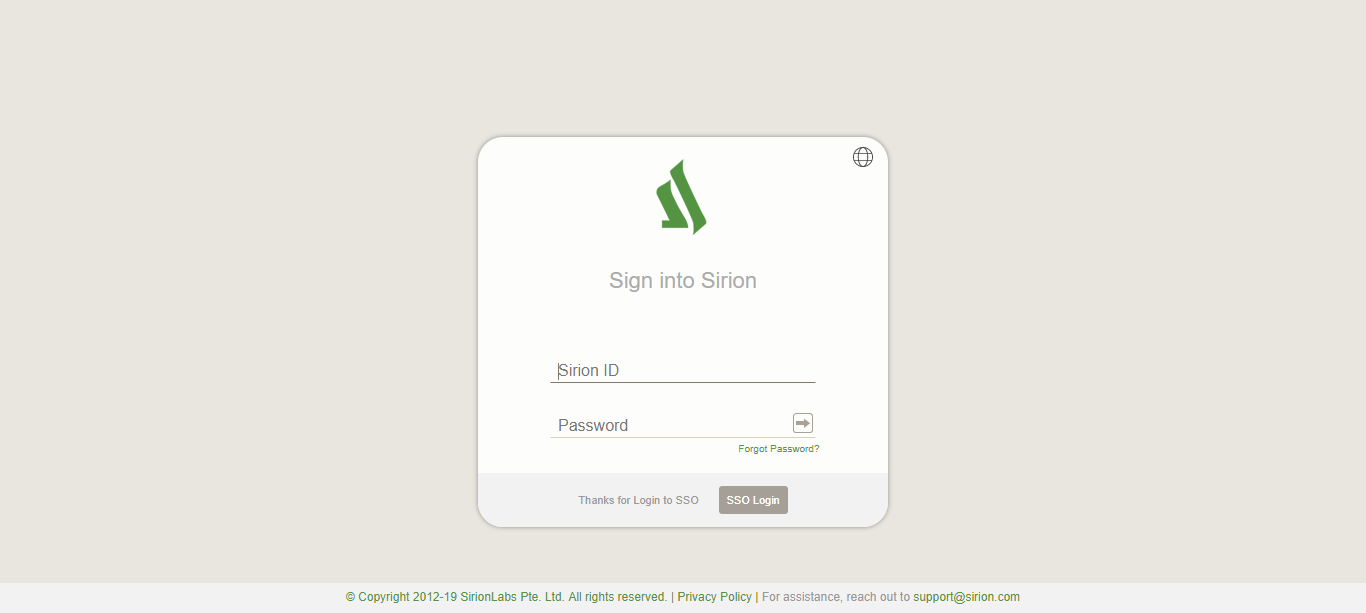 Sign into Sirion
Sirion ID
Password
Forgot Password?
Thanks for Login to SSO SSO Login
© Copyright 2012-19 SirionLabs Pte. Ltd. All rights reserved. | Privacy Policy | For assistance, reach out to support@sirion.com